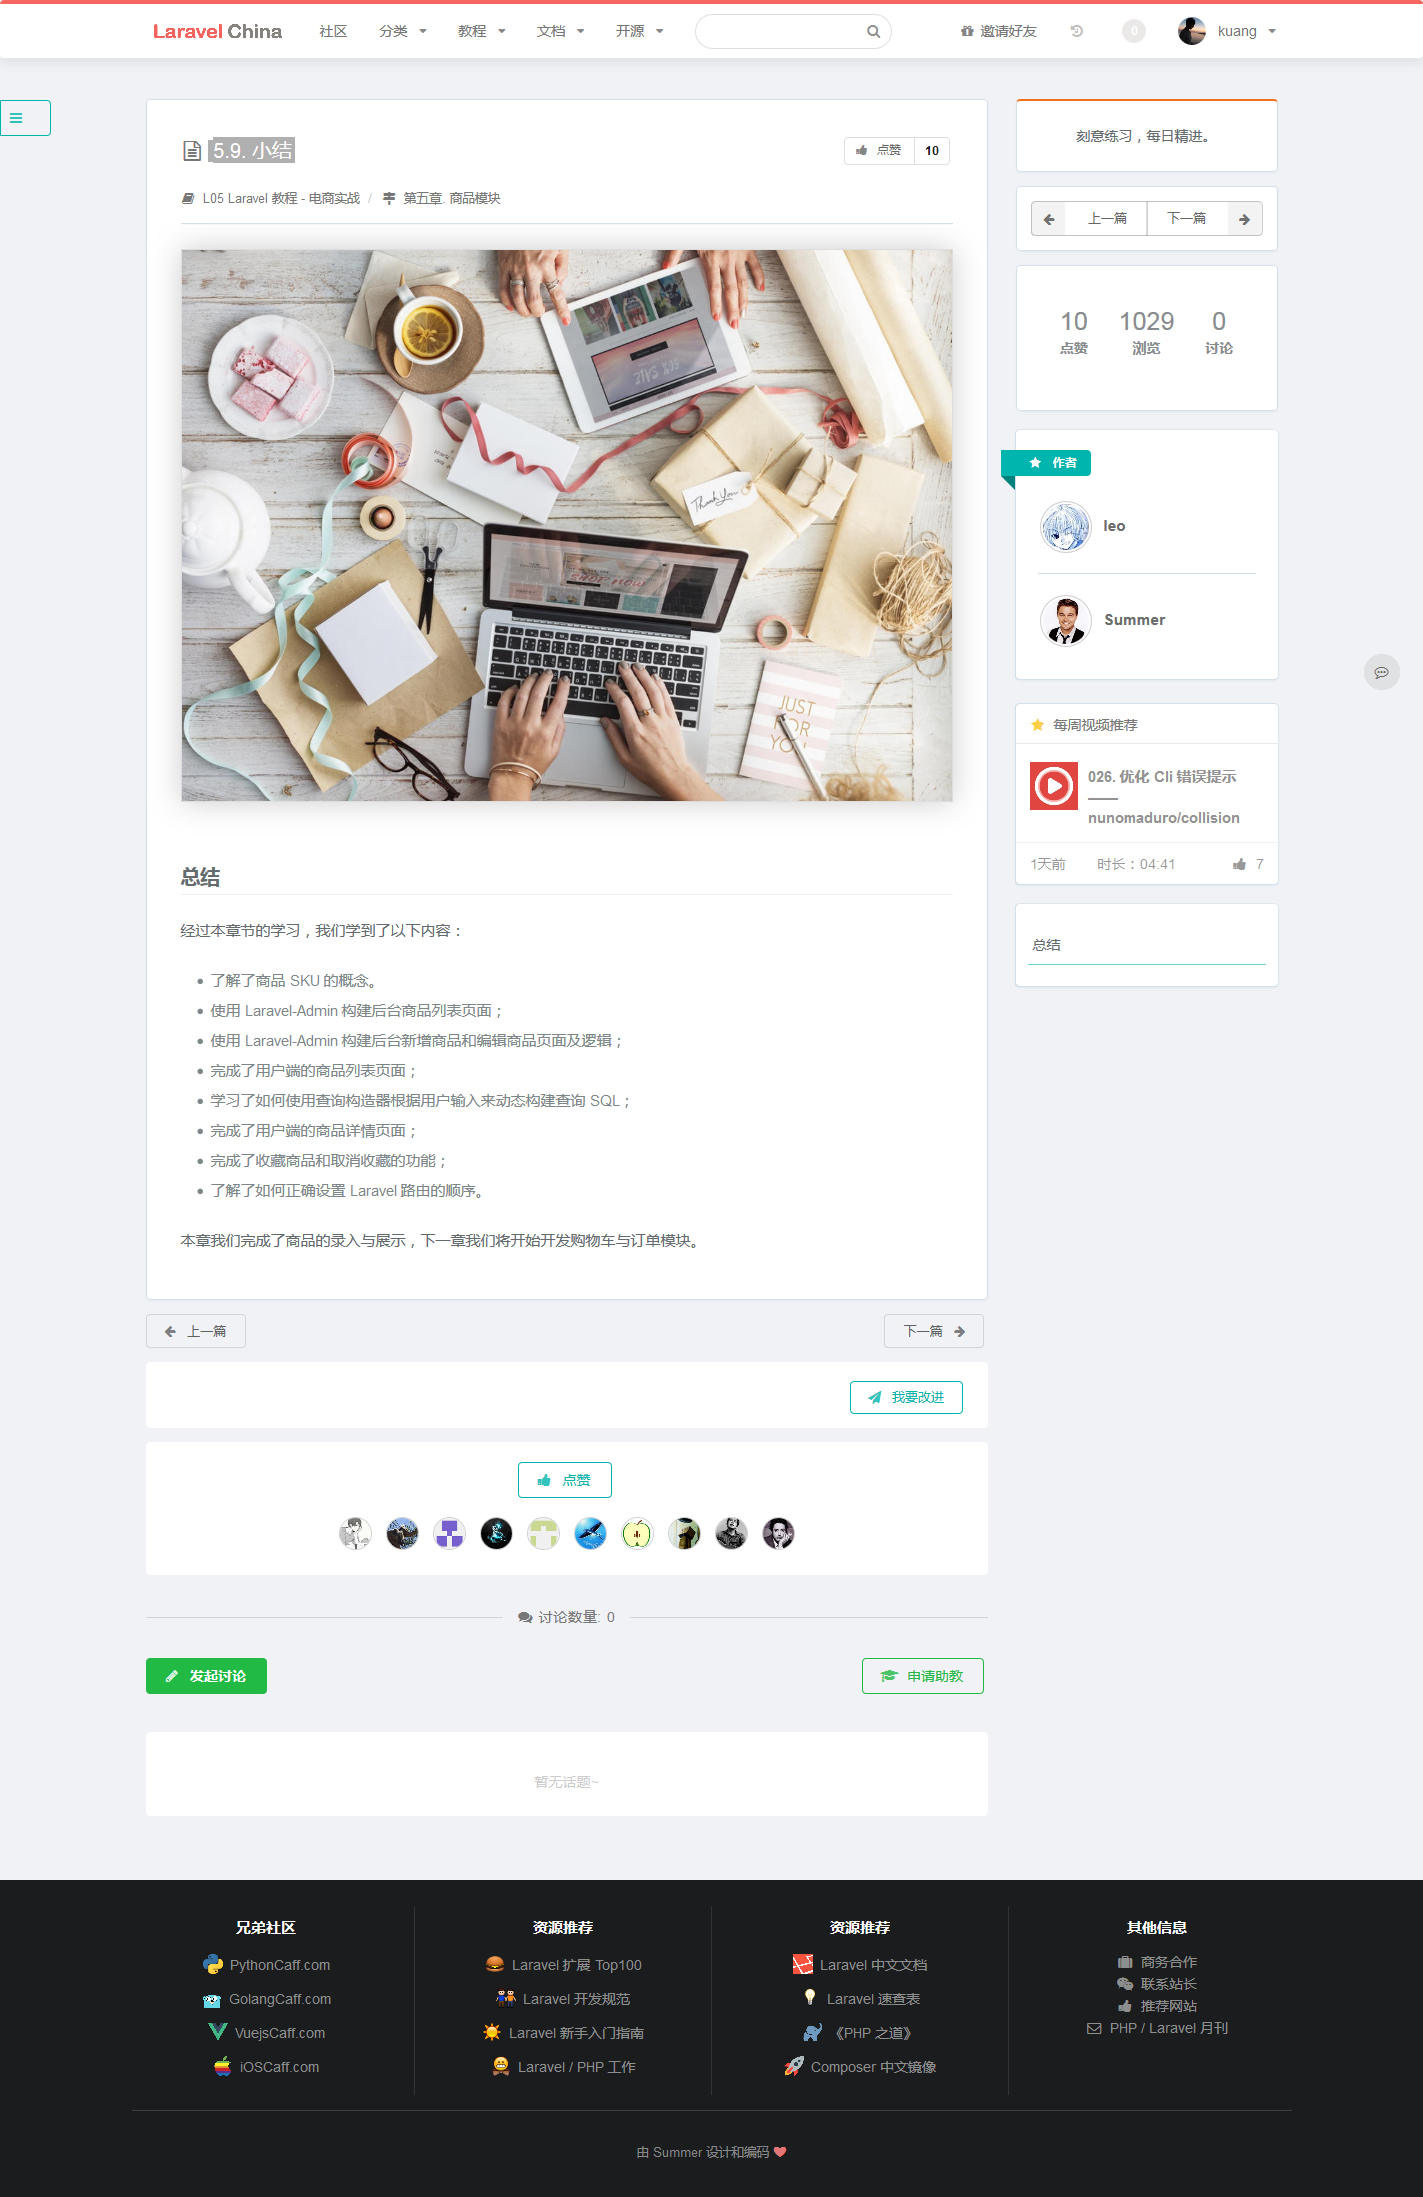 Laravel China 社区 分类 教程 文档 开源 邀请好友 0 kuang
5.9. 小结
点赞 10
L05 Laravel 教程 - 电商实战 / 第五章. 商品模块
Thank You
SHOP NOW
JUST
FOR
YOU
总结
经过本章节的学习，我们学到了以下内容：
• 了解了商品 SKU 的概念。
• 使用 Laravel-Admin 构建后台商品列表页面；
• 使用 Laravel-Admin 构建后台新增商品和编辑商品页面及逻辑；
• 完成了用户端的商品列表页面；
• 学习了如何使用查询构造器根据用户输入来动态构建查询 SQL；
• 完成了用户端的商品详情页面；
• 完成了收藏商品和取消收藏的功能；
• 了解了如何正确设置 Laravel 路由的顺序。
本章我们完成了商品的录入与展示，下一章我们将开始开发购物车与订单模块。
上一篇 下一篇
我要改进
点赞
讨论数量: 0
发起讨论 申请助教
暂无话题~
刻意练习，每日精进。
上一篇 下一篇
10 1029 0
点赞 浏览 讨论
作者
leo
Summer
每周视频推荐
026. 优化 Cli 错误提示
——
nunomaduro/collision
1天前 时长：04:41 7
总结
兄弟社区
PythonCaff.com
GolangCaff.com
VuejsCaff.com
iOSCaff.com
资源推荐
Laravel 扩展 Top100
Laravel 开发规范
Laravel 新手入门指南
Laravel / PHP 工作
资源推荐
Laravel 中文文档
Laravel 速查表
《PHP 之道》
Composer 中文镜像
其他信息
商务合作
联系站长
推荐网站
PHP / Laravel 月刊
由 Summer 设计和编码